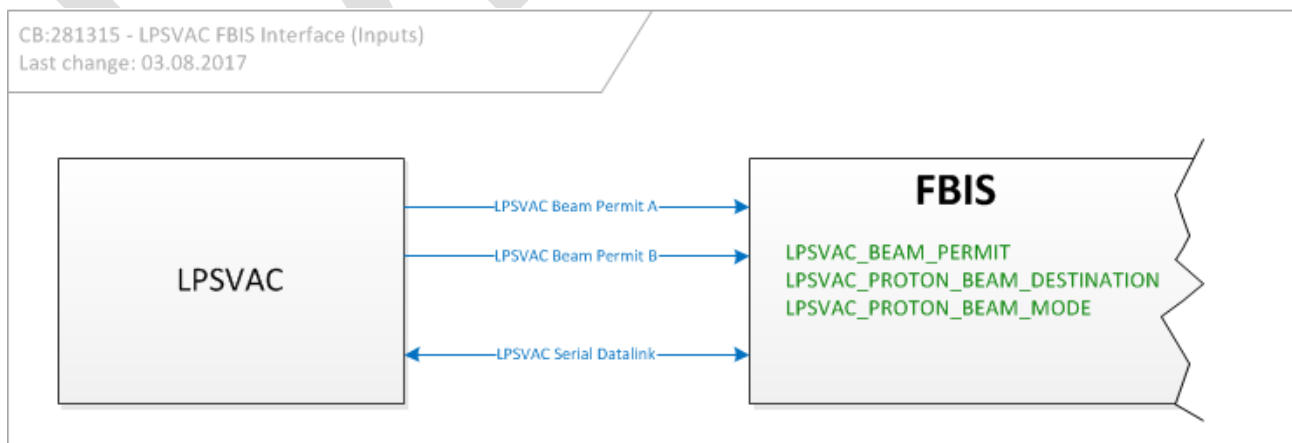 CB:281315 - LPSVAC FBIS Interface (Inputs)
Last change: 03.08.2017
LPSVAC
LPSVAC Beam Permit A
LPSVAC Beam Permit B
LPSVAC Serial Datalink
FBIS
LPSVAC_BEAM_PERMIT
LPSVAC_PROTON_BEAM_DESTINATION
LPSVAC_PROTON_BEAM_MODE